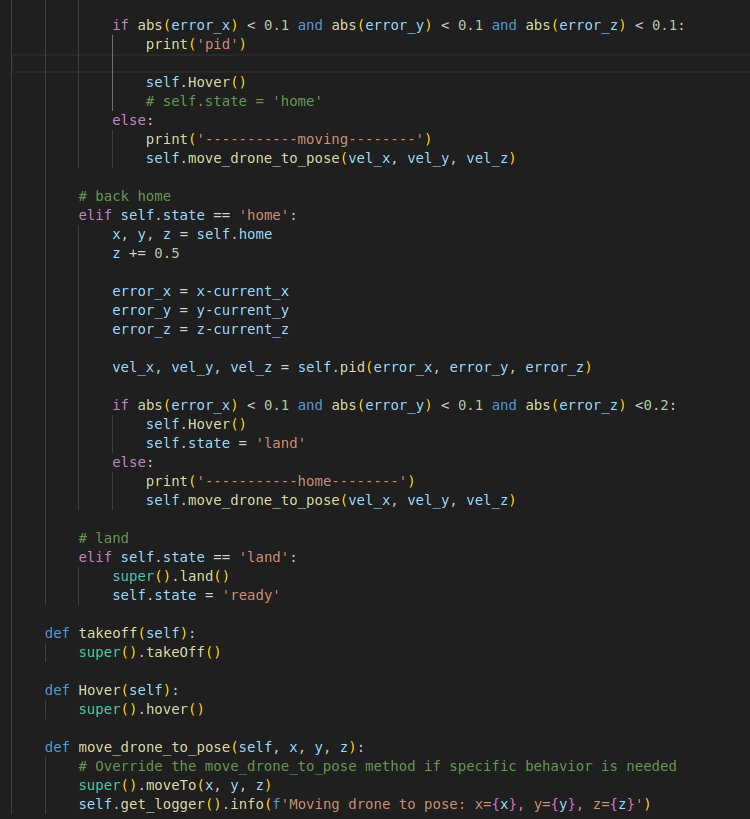 if abs(error_x) < 0.1 and abs(error_y) < 0.1 and abs(error_z) < 0.1:
print('pid')
self.Hover()
# self.state = 'home'
else:
print('-----------moving--------')
self.move_drone_to_pose(vel_x, vel_y, vel_z)
# back home
elif self.state == 'home':
x, y, z = self.home
z += 0.5
error_x = x-current_x
error_y = y-current_y
error_z = z-current_z
vel_x, vel_y, vel_z = self.pid(error_x, error_y, error_z)
if abs(error_x) < 0.1 and abs(error_y) < 0.1 and abs(error_z) <0.2:
self.Hover()
self.state = 'land'
else:
print('-----------home--------')
self.move_drone_to_pose(vel_x, vel_y, vel_z)
# land
elif self.state == 'land':
super().land()
self.state = 'ready'
def takeoff(self):
super().takeOff()
def Hover(self):
super().hover()
def move_drone_to_pose(self, x, y, z):
# Override the move_drone_to_pose method if specific behavior is needed
super().moveTo(x, y, z)
self.get_logger().info(f'Moving drone to pose: x={x}, y={y}, z={z}')